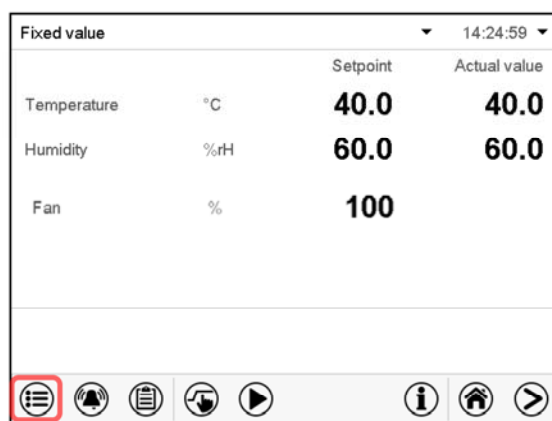 Fixed value 14:24:59
Setpoint Actual value
Temperature °C 40.0 40.0
Humidity %rH 60.0 60.0
Fan % 100